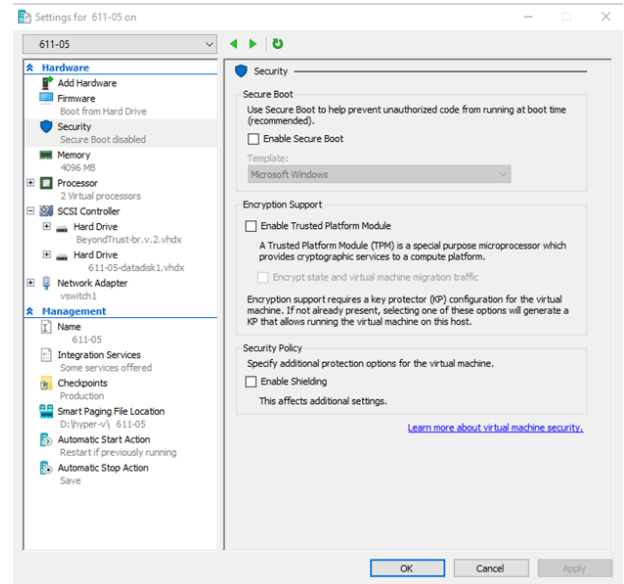 Settings for 611-05 on
611-05
Hardware
Add Hardware
Firmware
Boot from Hard Drive
Security
Secure Boot disabled
Memory
4096 MB
Processor
2 Virtual processors
SCSI Controller
Hard Drive
BeyondTrust-br.v.2.vhdx
Hard Drive
611-05-datadisk1.vhdx
Network Adapter
vswitch1
Management
Name
611-05
Integration Services
Some services offered
Checkpoints
Production
Smart Paging File Location
D:\hyper-v\ 611-05
Automatic Start Action
Restart if previously running
Automatic Stop Action
Save
Security
Secure Boot
Use Secure Boot to help prevent unauthorized code from running at boot time
(recommended).
Enable Secure Boot
Template:
Microsoft Windows
Encryption Support
Enable Trusted Platform Module
A Trusted Platform Module (TPM) is a special purpose microprocessor which
provides cryptographic services to a compute platform.
Encrypt state and virtual machine migration traffic
Encryption support requires a key protector (KP) configuration for the virtual
machine. If not already present, selecting one of these options will generate a
KP that allows running the virtual machine on this host.
Security Policy
Specify additional protection options for the virtual machine.
Enable Shielding
This affects additional settings.
Learn more about virtual machine security.
OK
Cancel
Apply